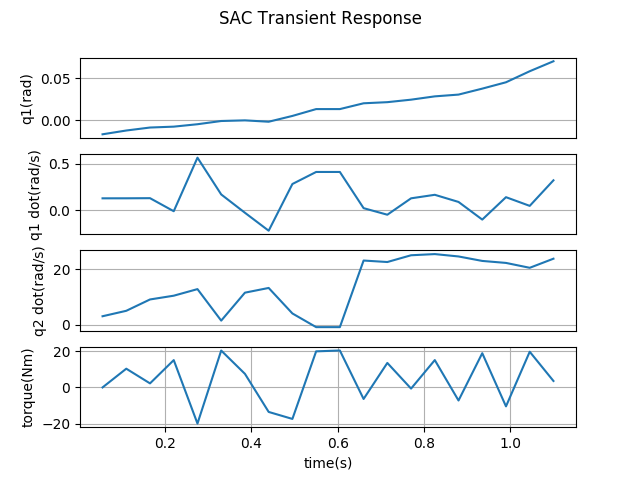 SAC Transient Response
q1(rad)
0.05
0.00
q1 dot(rad/s)
0.5
0.0
q2 dot(rad/s)
20
0
torque(Nm)
20
0
−20
0.2 0.4 0.6 0.8 1.0
time(s)